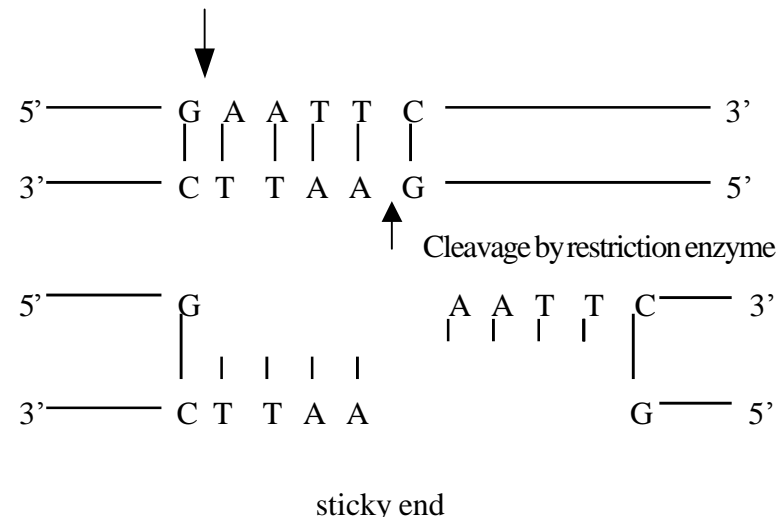 5’ G A A T T C 3’
3’ C T T A A G 5’
Cleavage by restriction enzyme
5’ G A A T T C 3’
3’ C T T A A G 5’
sticky end